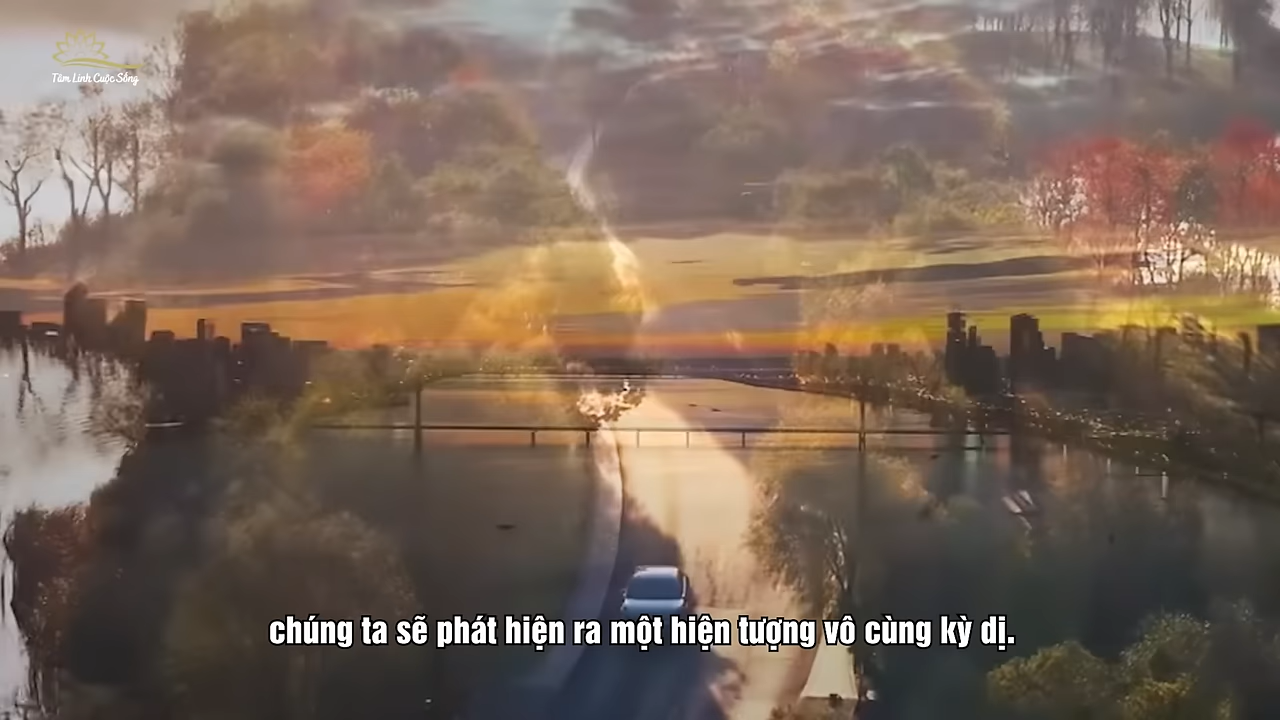 Tâm Linh Cuộc Sống
chúng ta sẽ phát hiện ra một hiện tượng vô cùng kỳ dị.